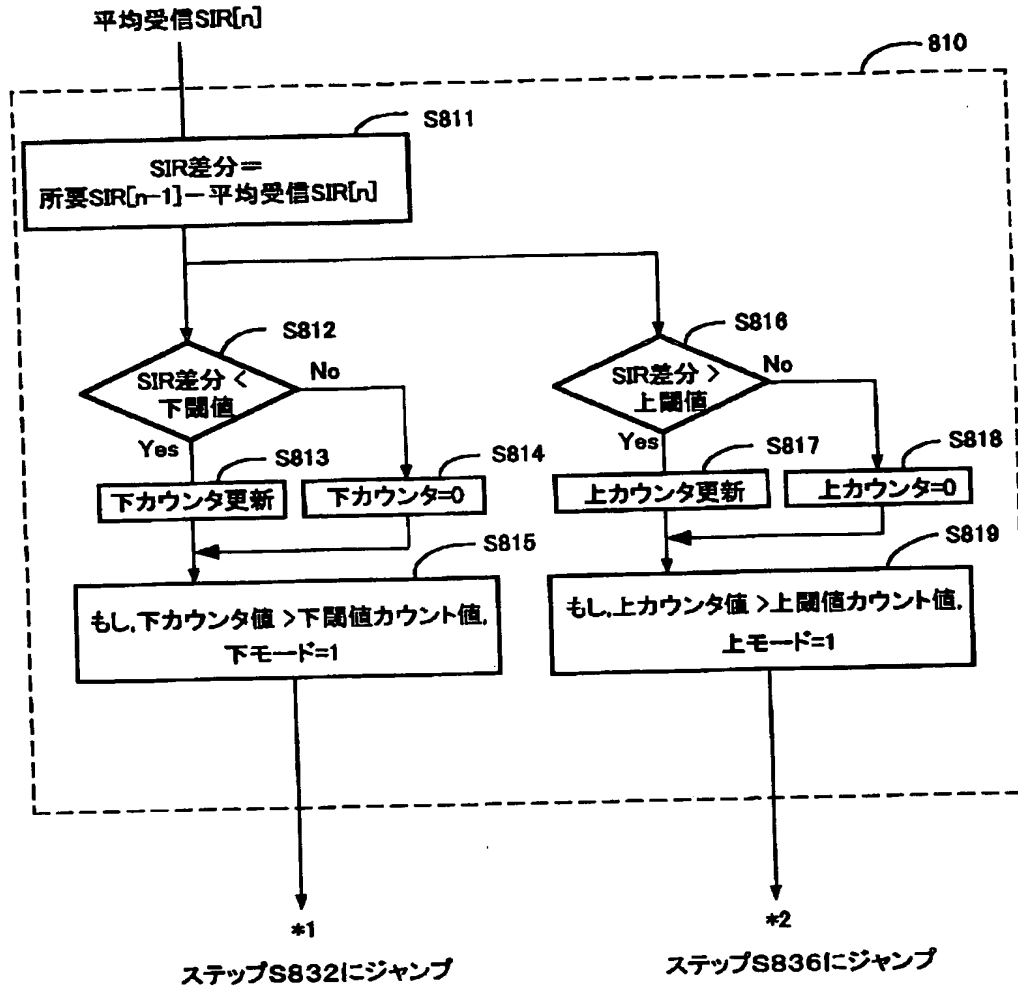 平均受信SIR[n]
810
S811
SIR差分=
所要SIR[n-1]-平均受信SIR[n]
S812
SIR差分 <
下閾値
No
Yes
S813
下カウンタ更新
S814
下カウンタ=0
S815
もし,下カウンタ値 >下閾値カウント値,
下モード=1
S816
SIR差分 >
上閾値
No
Yes
S817
上カウンタ更新
S818
上カウンタ=0
S819
もし,上カウンタ値 >上閾値カウント値,
上モード=1
*1
ステップS832にジャンプ
*2
ステップS836にジャンプ